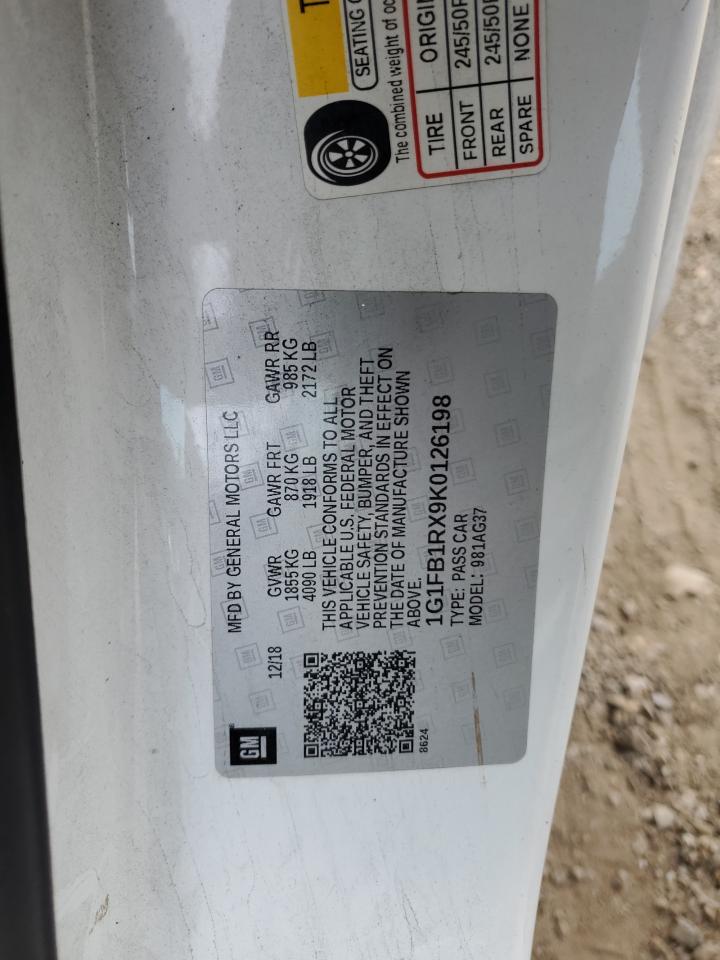 T
SEATING C
The combined weight of oc
TIRE ORIGIN
FRONT 245/50R
REAR 245/50R
SPARE NONE
MFD BY GENERAL MOTORS LLC
12/18 GVWR GAWR FRT GAWR RR
1855 KG 870 KG 985 KG
4090 LB 1918 LB 2172 LB
THIS VEHICLE CONFORMS TO ALL
APPLICABLE U.S. FEDERAL MOTOR
VEHICLE SAFETY, BUMPER, AND THEFT
PREVENTION STANDARDS IN EFFECT ON
THE DATE OF MANUFACTURE SHOWN
ABOVE.
1G1FB1RX9K0126198
TYPE: PASS CAR
MODEL: 981AG37
GM
8624